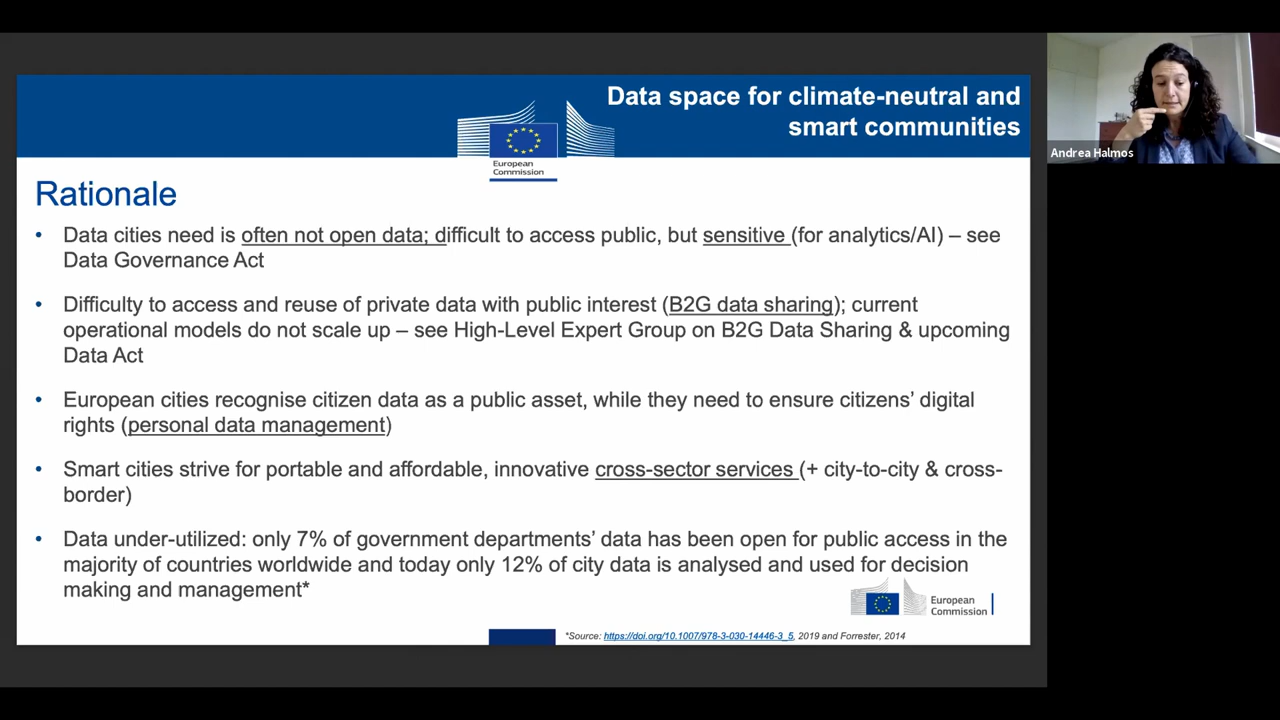 Data space for climate-neutral and
smart communities
European
Commission
Andrea Halmos
Rationale
• Data cities need is often not open data; difficult to access public, but sensitive (for analytics/AI) – see
Data Governance Act
• Difficulty to access and reuse of private data with public interest (B2G data sharing); current
operational models do not scale up – see High-Level Expert Group on B2G Data Sharing & upcoming
Data Act
• European cities recognise citizen data as a public asset, while they need to ensure citizens’ digital
rights (personal data management)
• Smart cities strive for portable and affordable, innovative cross-sector services (+ city-to-city & cross-
border)
• Data under-utilized: only 7% of government departments’ data has been open for public access in the
majority of countries worldwide and today only 12% of city data is analysed and used for decision
making and management*
European
Commission
*Source: https://doi.org/10.1007/978-3-030-14446-3_5, 2019 and Forrester, 2014